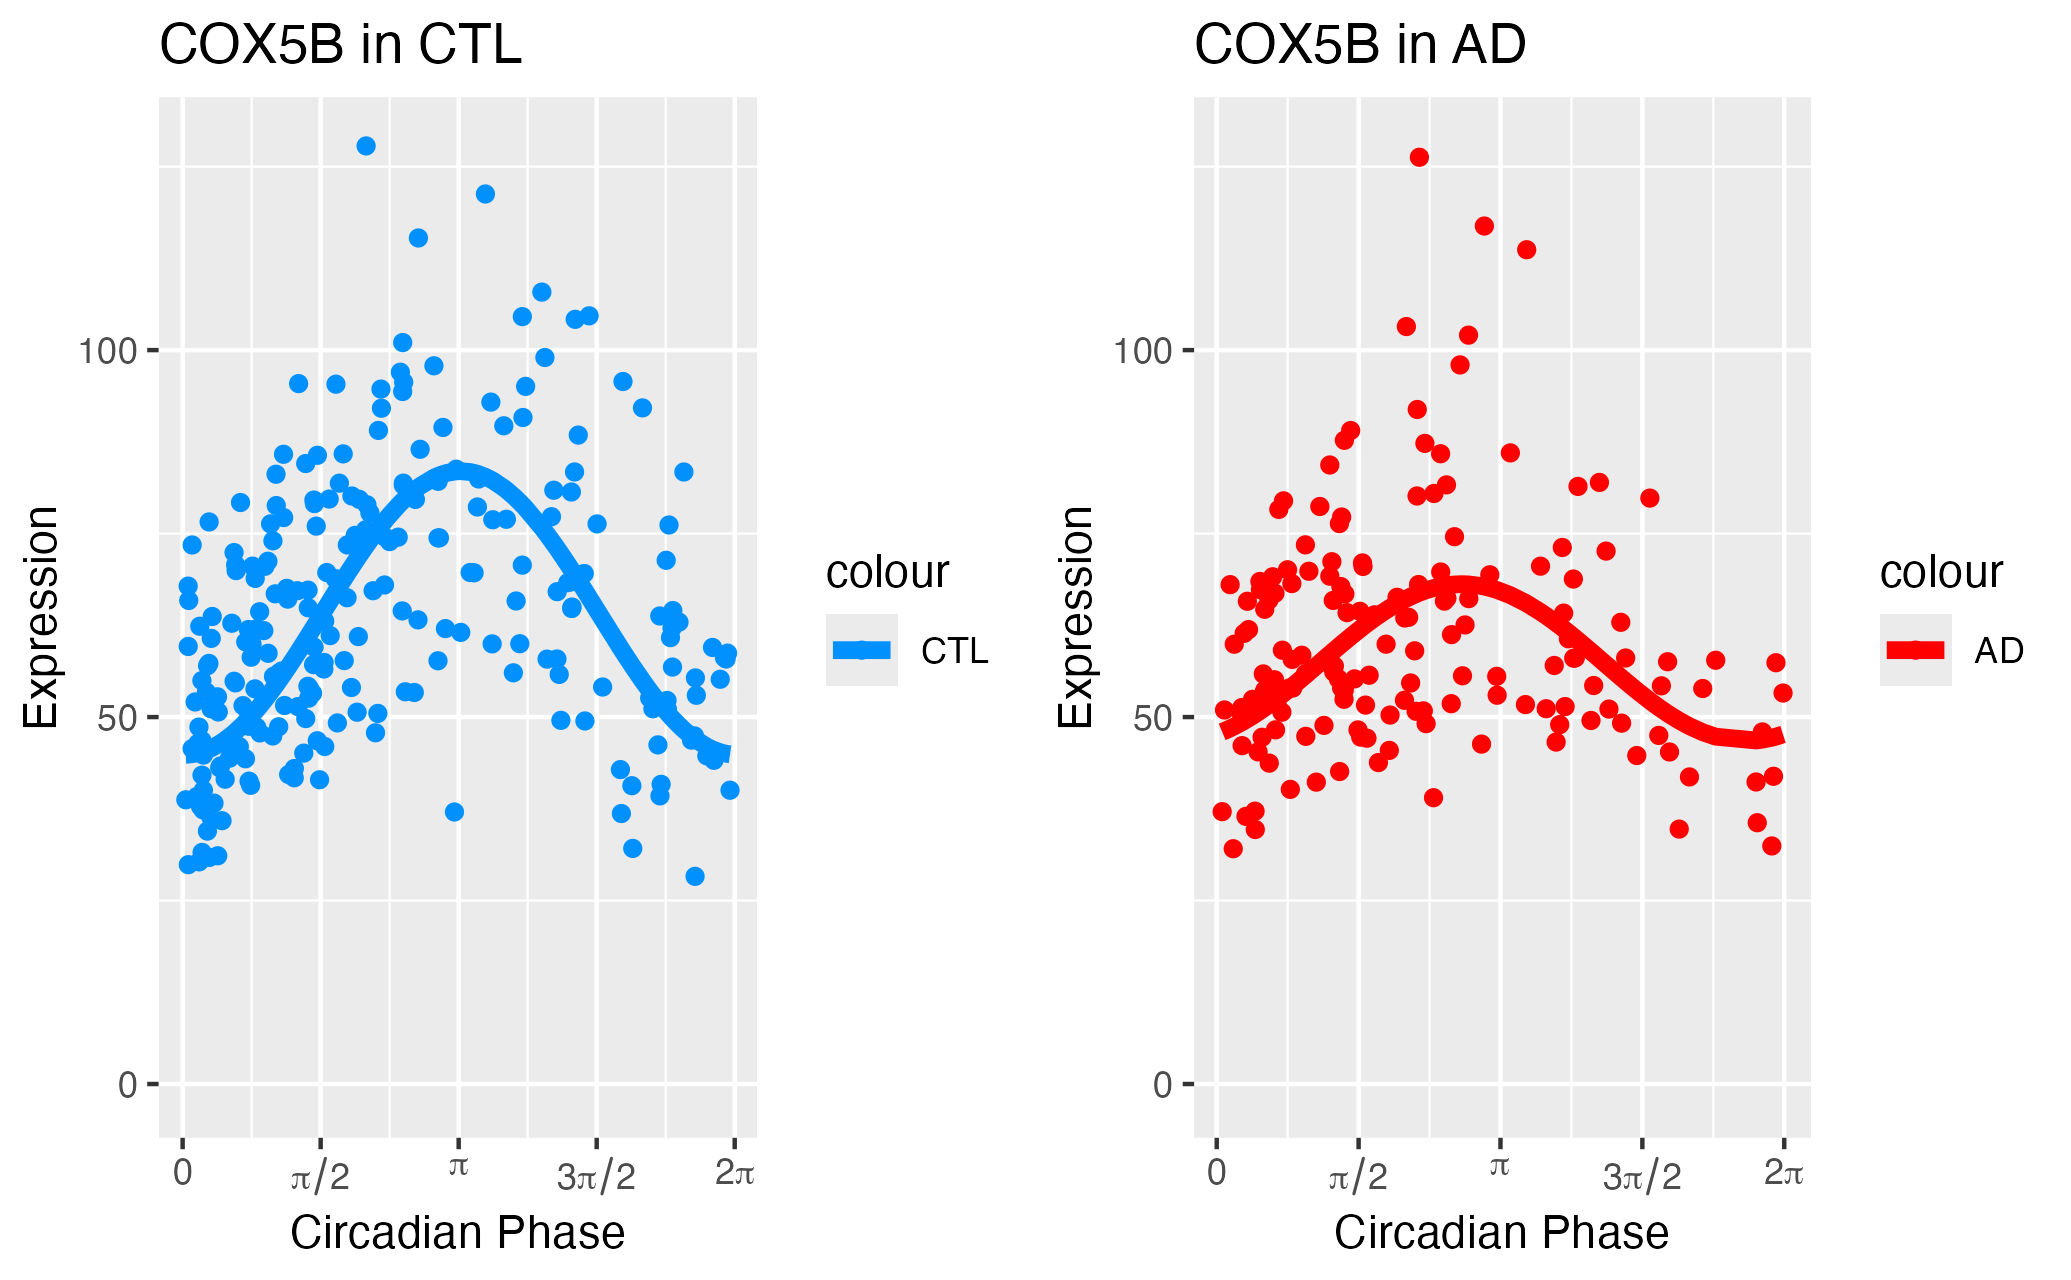 COX5B in CTL
Expression
100
50
0
0 π/2 π 3π/2 2π
Circadian Phase
colour
CTL
COX5B in AD
Expression
100
50
0
0 π/2 π 3π/2 2π
Circadian Phase
colour
AD